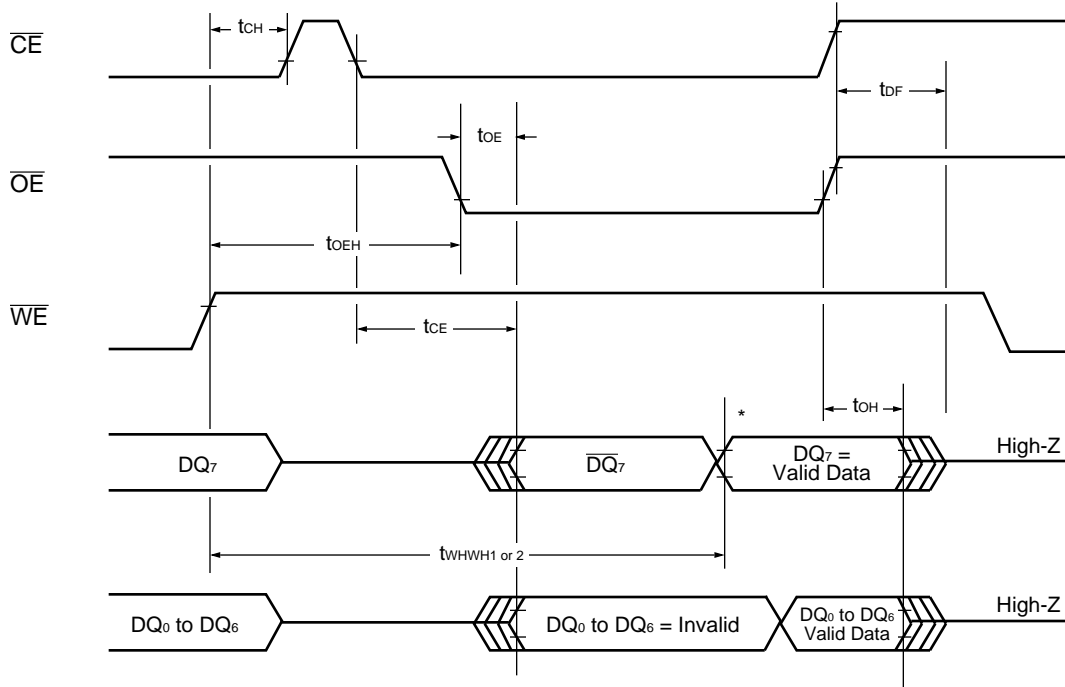 CE
tCH
tDF
tOE
OE
tOEH
WE
tCE
tOH
*
High-Z
DQ7
DQ7
DQ7 =
Valid Data
tWHWH1 or 2
High-Z
DQ0 to DQ6
DQ0 to DQ6 = Invalid
DQ0 to DQ6
Valid Data